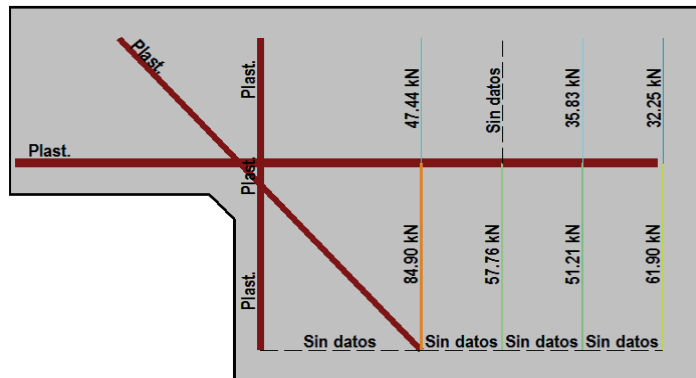 Plast.
Plast.
47.44 kN
Sin datos
35.83 kN
32.25 kN
Plast.
Plast.
Plast.
84.90 kN
57.76 kN
51.21 kN
61.90 kN
Sin datos
Sin datos
Sin datos
Sin datos